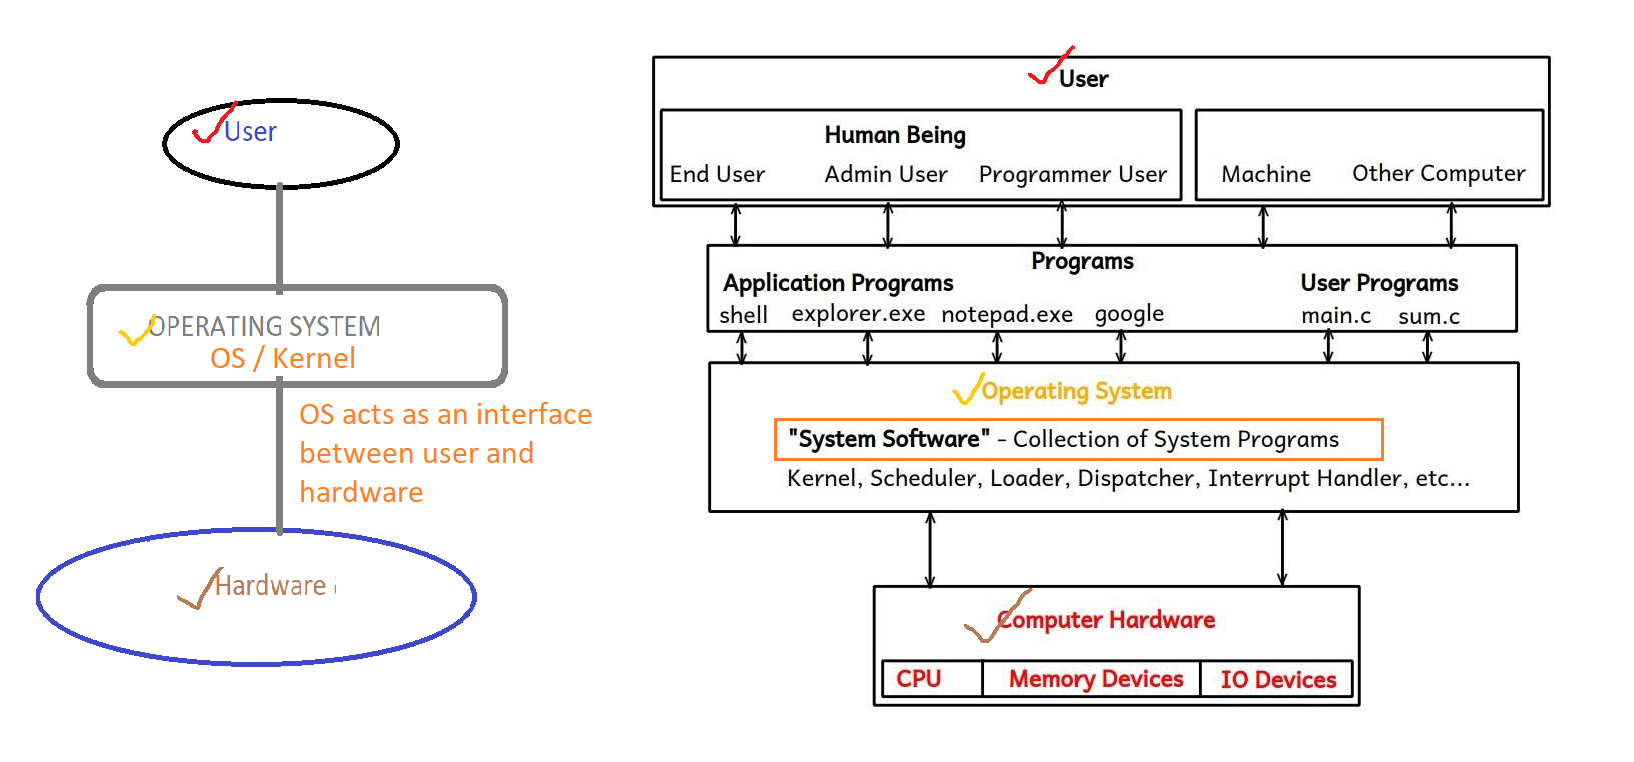 User
OPERATING SYSTEM
OS / Kernel
OS acts as an interface
between user and
hardware
Hardware
User
Human Being
End User Admin User Programmer User
Machine Other Computer
Programs
Application Programs User Programs
shell explorer.exe notepad.exe google main.c sum.c
Operating System
"System Software" - Collection of System Programs
Kernel, Scheduler, Loader, Dispatcher, Interrupt Handler, etc...
Computer Hardware
CPU Memory Devices IO Devices